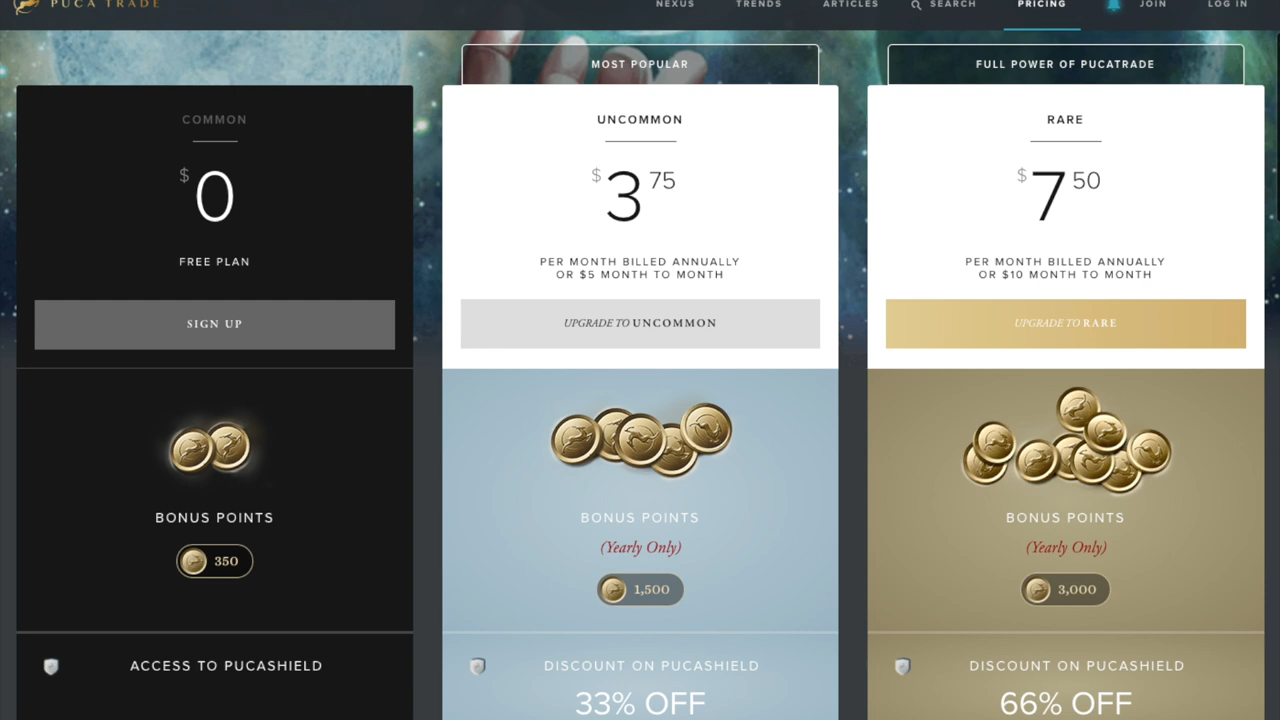 PUCA TRADE
NEXUS
TRENDS
ARTICLES
SEARCH
PRICING
JOIN
LOG IN
COMMON
$0
FREE PLAN
SIGN UP
BONUS POINTS
350
ACCESS TO PUCASHIELD
MOST POPULAR
UNCOMMON
$3 75
PER MONTH BILLED ANNUALLY
OR $5 MONTH TO MONTH
UPGRADE TO UNCOMMON
BONUS POINTS
(Yearly Only)
1,500
DISCOUNT ON PUCASHIELD
33% OFF
FULL POWER OF PUCATRADE
RARE
$7 50
PER MONTH BILLED ANNUALLY
OR $10 MONTH TO MONTH
UPGRADE TO RARE
BONUS POINTS
(Yearly Only)
3,000
DISCOUNT ON PUCASHIELD
66% OFF